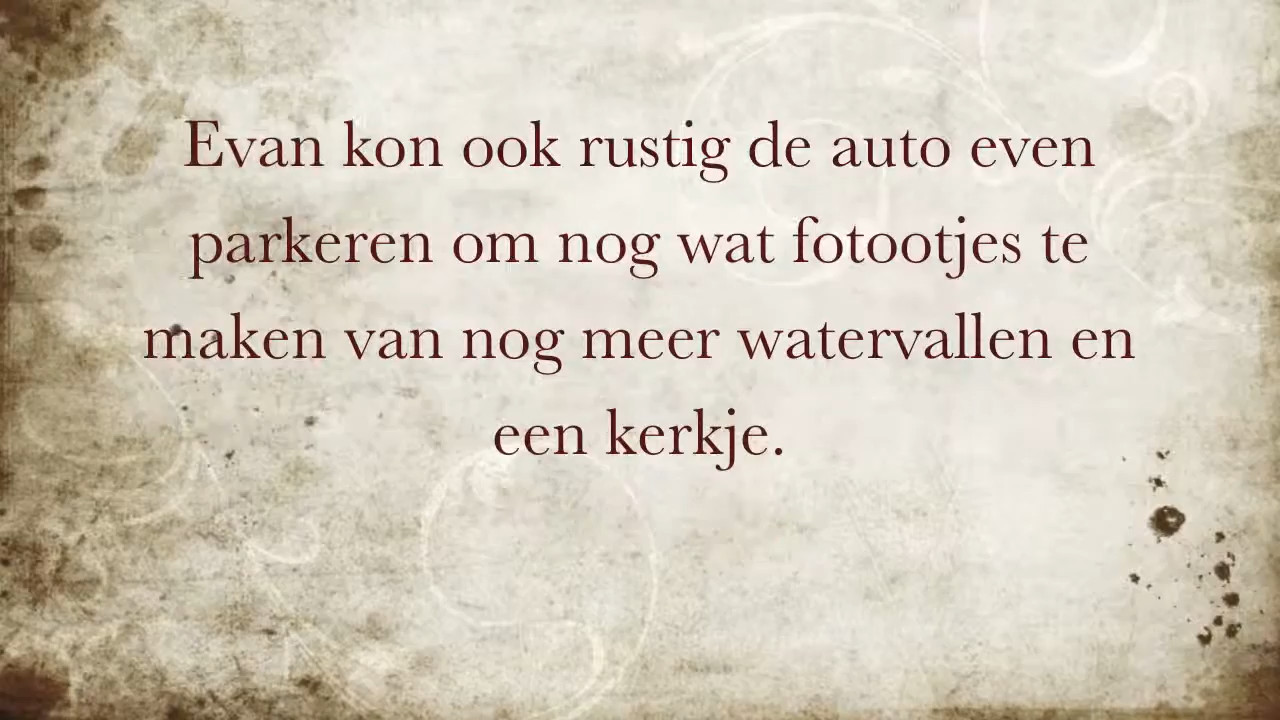 Evan kon ook rustig de auto even
parkeren om nog wat fotootjes te
maken van nog meer watervallen en
een kerkje.